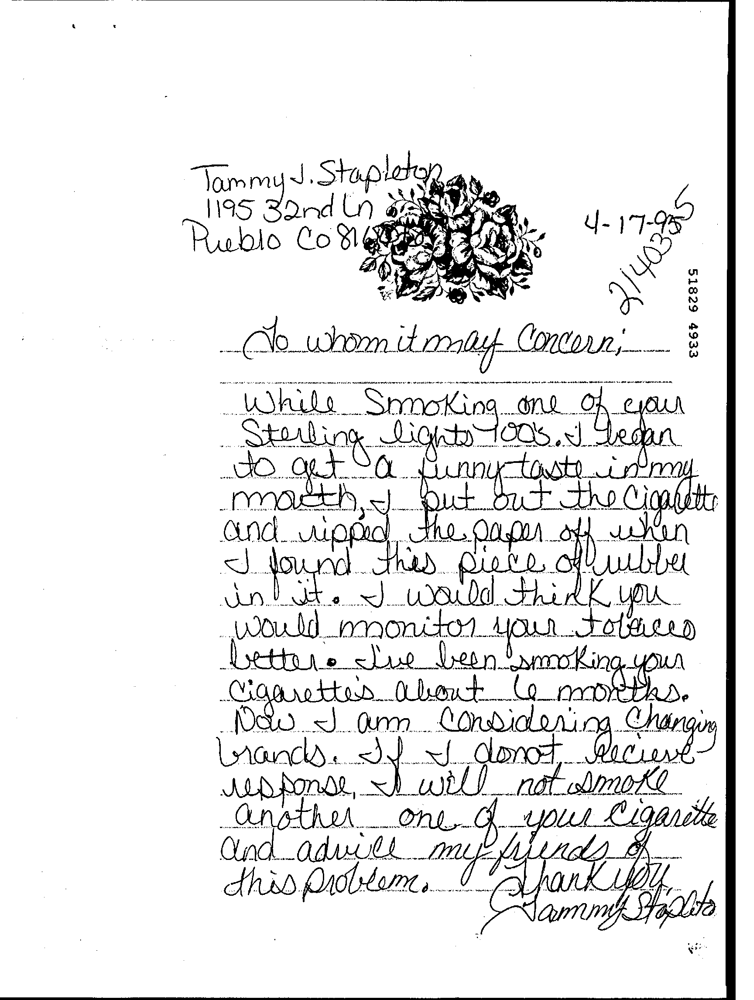 Tammy J. Stapleton
1195 32nd Ln
Pueblo Co
4-17-95
2140335
51829 4933
To whom it may Concern;
While Smoking one of your
Sterling lights 100's. I began
to get a funny taste in my
mouth, I put out the Cigarette
and ripped the paper off when
I found this piece of rubber
in it. I would think you
would monitor your tobacco
better. I've been smoking your
Cigarette's about 6 months.
Now I am Considering Changing
brands. If I donot recieve
response, I will not smoke
another one of your Cigarette
and advice my friends of
this problem. Thank you,
Tammy Stapleto